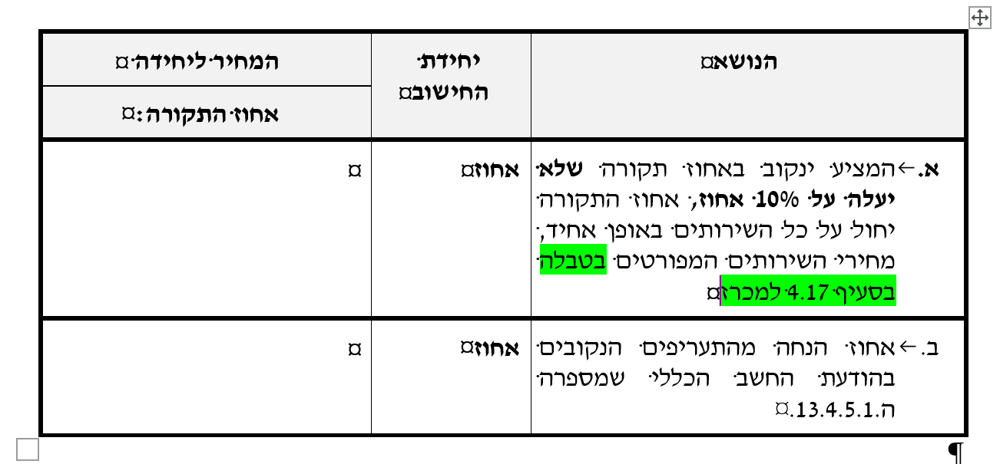 הנושא
יחידת
החישוב
המחיר ליחידה
אחוז התקורה:
א. המציע ינקוב באחוז תקורה שלא
יעלה על 10% אחוז, אחוז התקורה
יחול על כל השירותים באופן אחיד,
מחירי השירותים המפורטים בטבלה
בסעיף 4.17 למכרז
אחוז
ב. אחוז הנחה מהתעריפים הנקובים
בהודעת החשב הכללי שמספרה
ה.13.4.5.1.
אחוז